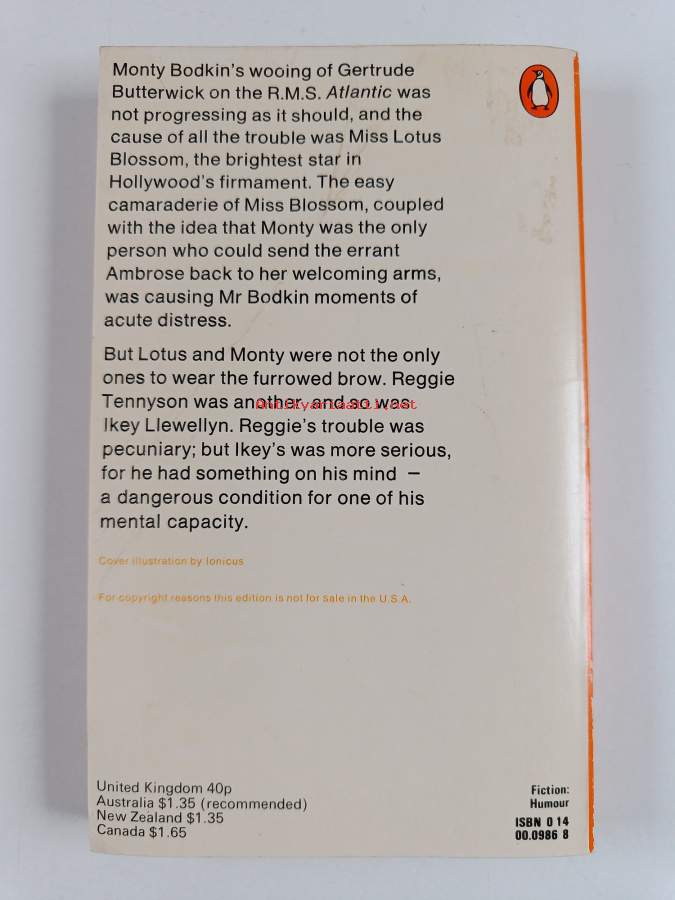 Monty Bodkin's wooing of Gertrude
Butterwick on the R.M.S. Atlantic was
not progressing as it should, and the
cause of all the trouble was Miss Lotus
Blossom, the brightest star in
Hollywood's firmament. The easy
camaraderie of Miss Blossom, coupled
with the idea that Monty was the only
person who could send the errant
Ambrose back to her welcoming arms,
was causing Mr Bodkin moments of
acute distress.
But Lotus and Monty were not the only
ones to wear the furrowed brow. Reggie
Tennyson was another, and so was
Antikvariaatti.net
Ikey Llewellyn. Reggie's trouble was
pecuniary; but Ikey's was more serious,
for he had something on his mind –
a dangerous condition for one of his
mental capacity.
Cover illustration by Ionicus
For copyright reasons this edition is not for sale in the U.S.A.
United Kingdom 40p
Australia $1.35 (recommended)
New Zealand $1.35
Canada $1.65
Fiction:
Humour
ISBN 0 14
00.0986 8